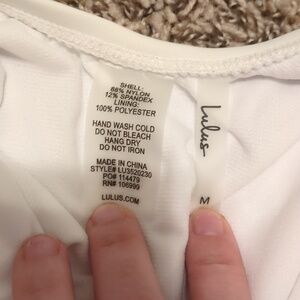 SHELL:
88% NYLON
12% SPANDEX
LINING:
100% POLYESTER
HAND WASH COLD
DO NOT BLEACH
HANG DRY
DO NOT IRON
MADE IN CHINA
STYLE# LU3520230
PO# 114479
RN# 106999
LULUS.COM
Lulus
M